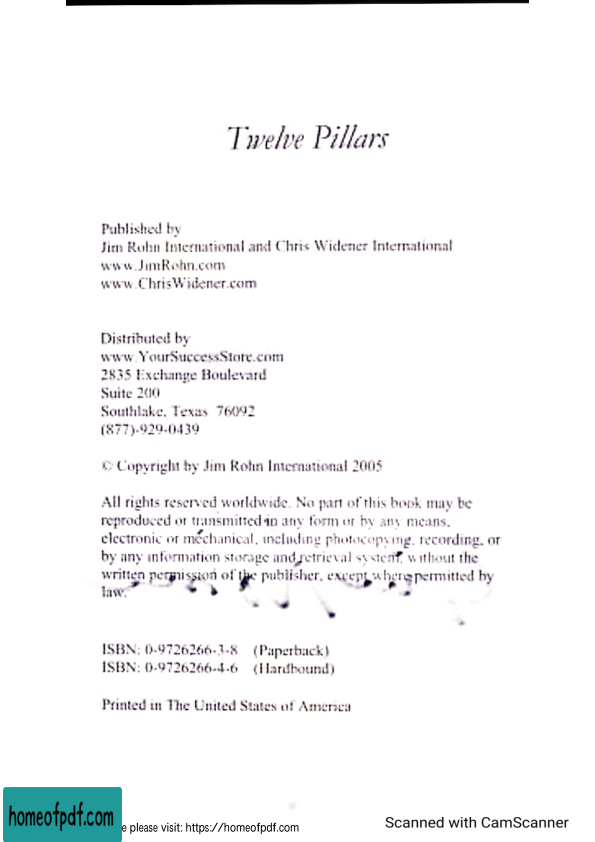 Twelve Pillars
Published by
Jim Rohn International and Chris Widener International
www.JimRohn.com
www.ChrisWidener.com
Distributed by
www.YourSuccessStore.com
2835 Exchange Boulevard
Suite 200
Southlake, Texas 76092
(877)-929-0439
© Copyright by Jim Rohn International 2005
All rights reserved worldwide. No part of this book may be
reproduced or transmitted in any form or by any means,
electronic or mechanical, including photocopying, recording, or
by any information storage and retrieval system, without the
written permission of the publisher, except where permitted by
law.
ISBN: 0-9726266-3-8 (Paperback)
ISBN: 0-9726266-4-6 (Hardbound)
Printed in The United States of America
homeofpdf.com
e please visit: https://homeofpdf.com
Scanned with CamScanner